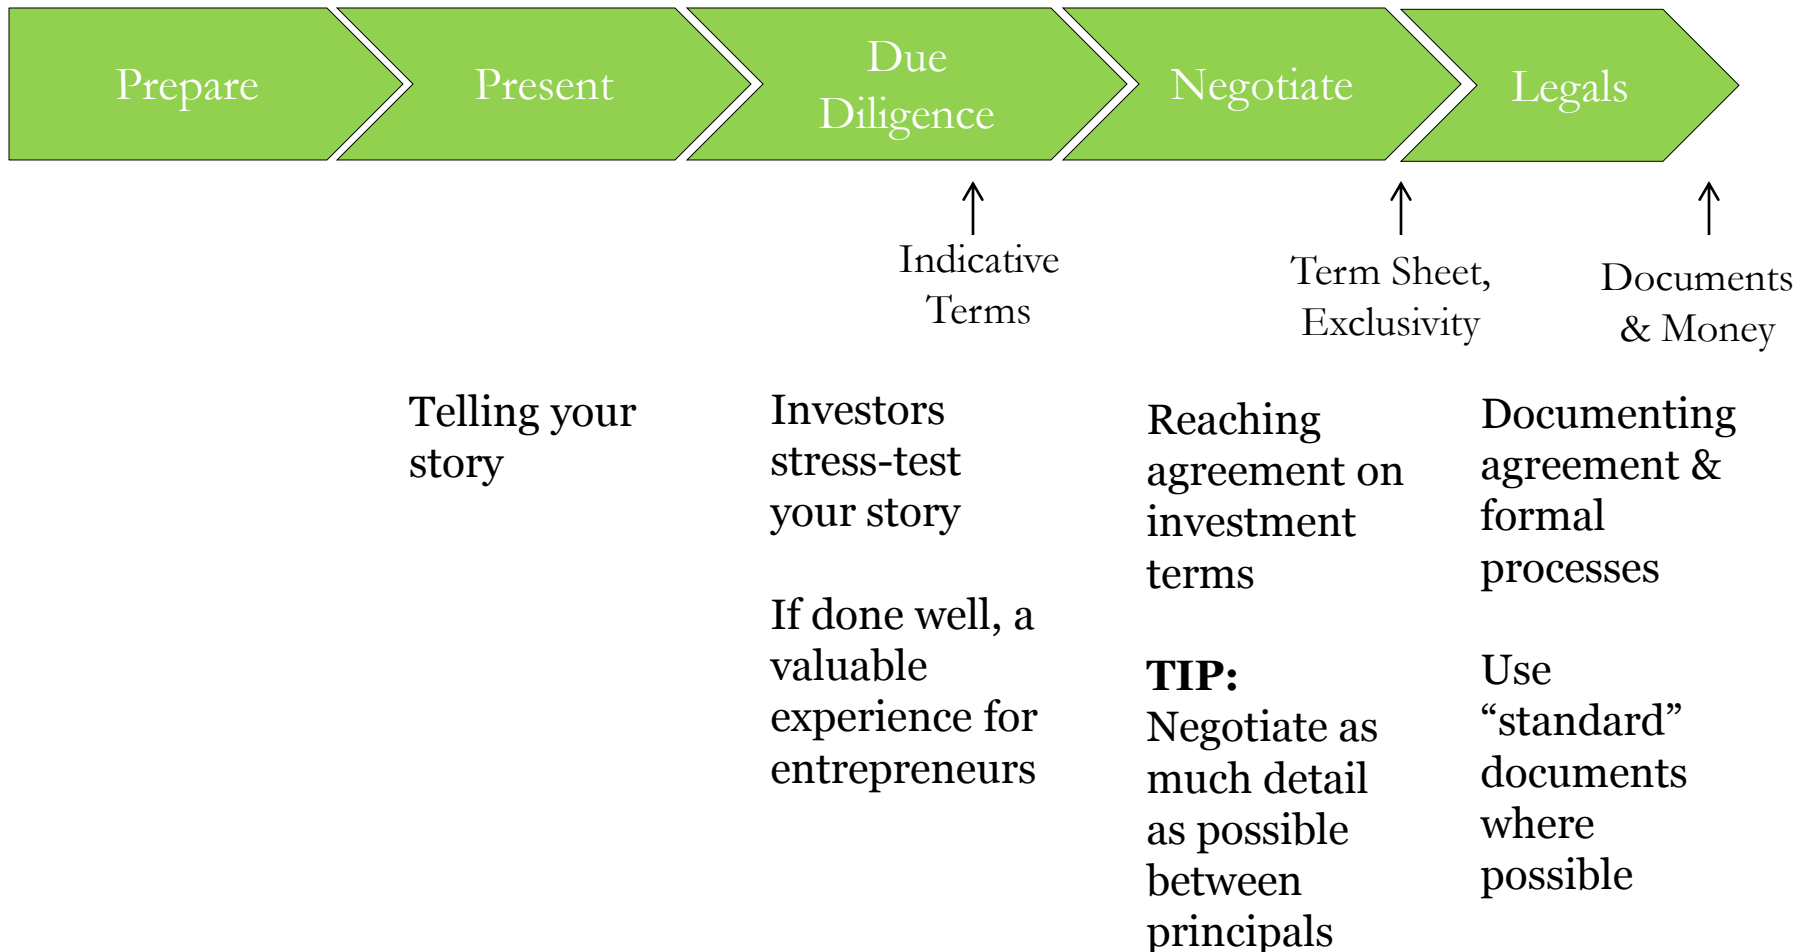 Prepare
Present
Due
Diligence
Negotiate
Legals
Indicative
Terms
Term Sheet,
Exclusivity
Documents
& Money
Telling your
story
Investors
stress-test
your story
If done well, a
valuable
experience for
entrepreneurs
Reaching
agreement on
investment
terms
TIP:
Negotiate as
much detail
as possible
between
principals
Documenting
agreement &
formal
processes
Use
“standard”
documents
where
possible